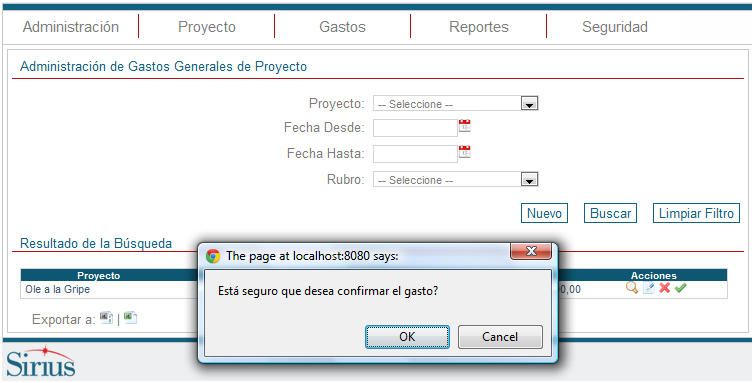 Administración Proyecto Gastos Reportes Seguridad
Administración de Gastos Generales de Proyecto
Proyecto: -- Seleccione --
Fecha Desde:
Fecha Hasta:
Rubro: -- Seleccione --
Nuevo Buscar Limpiar Filtro
Resultado de la Búsqueda
The page at localhost:8080 says:
Proyecto Acciones
Ole a la Gripe 0,00
Está seguro que desea confirmar el gasto?
Exportar a: |
OK Cancel
Sirius